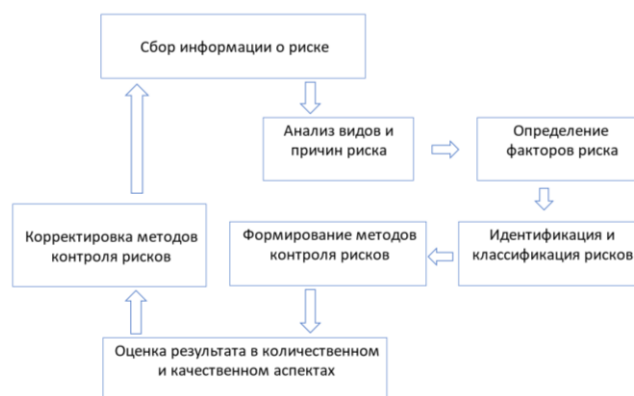 Сбор информации о риске
Анализ видов и
причин риска
Определение
факторов риска
Идентификация и
классификация рисков
Формирование методов
контроля рисков
Оценка результата в количественном
и качественном аспектах
Корректировка методов
контроля рисков